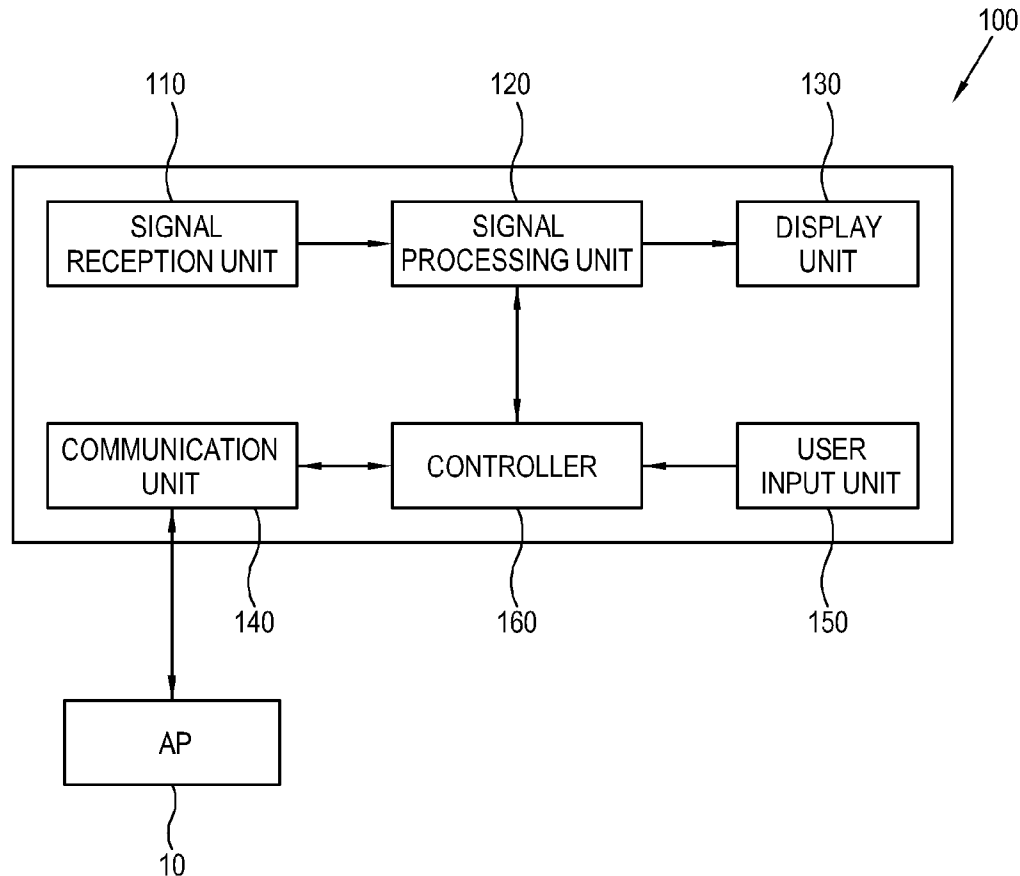 100
110
120
130
SIGNAL
RECEPTION UNIT
SIGNAL
PROCESSING UNIT
DISPLAY
UNIT
COMMUNICATION
UNIT
CONTROLLER
USER
INPUT UNIT
140
160
150
AP
10